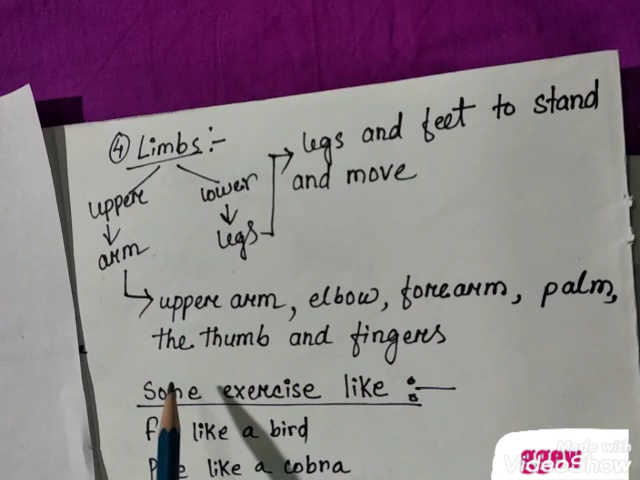 ④ Limbs :-
legs and feet to stand
and move
upper
lower
arm
legs
upper arm, elbow, forearm, palm,
the thumb and fingers
Some exercise like :—
like a bird
like a cobra
Made with
VideoShow